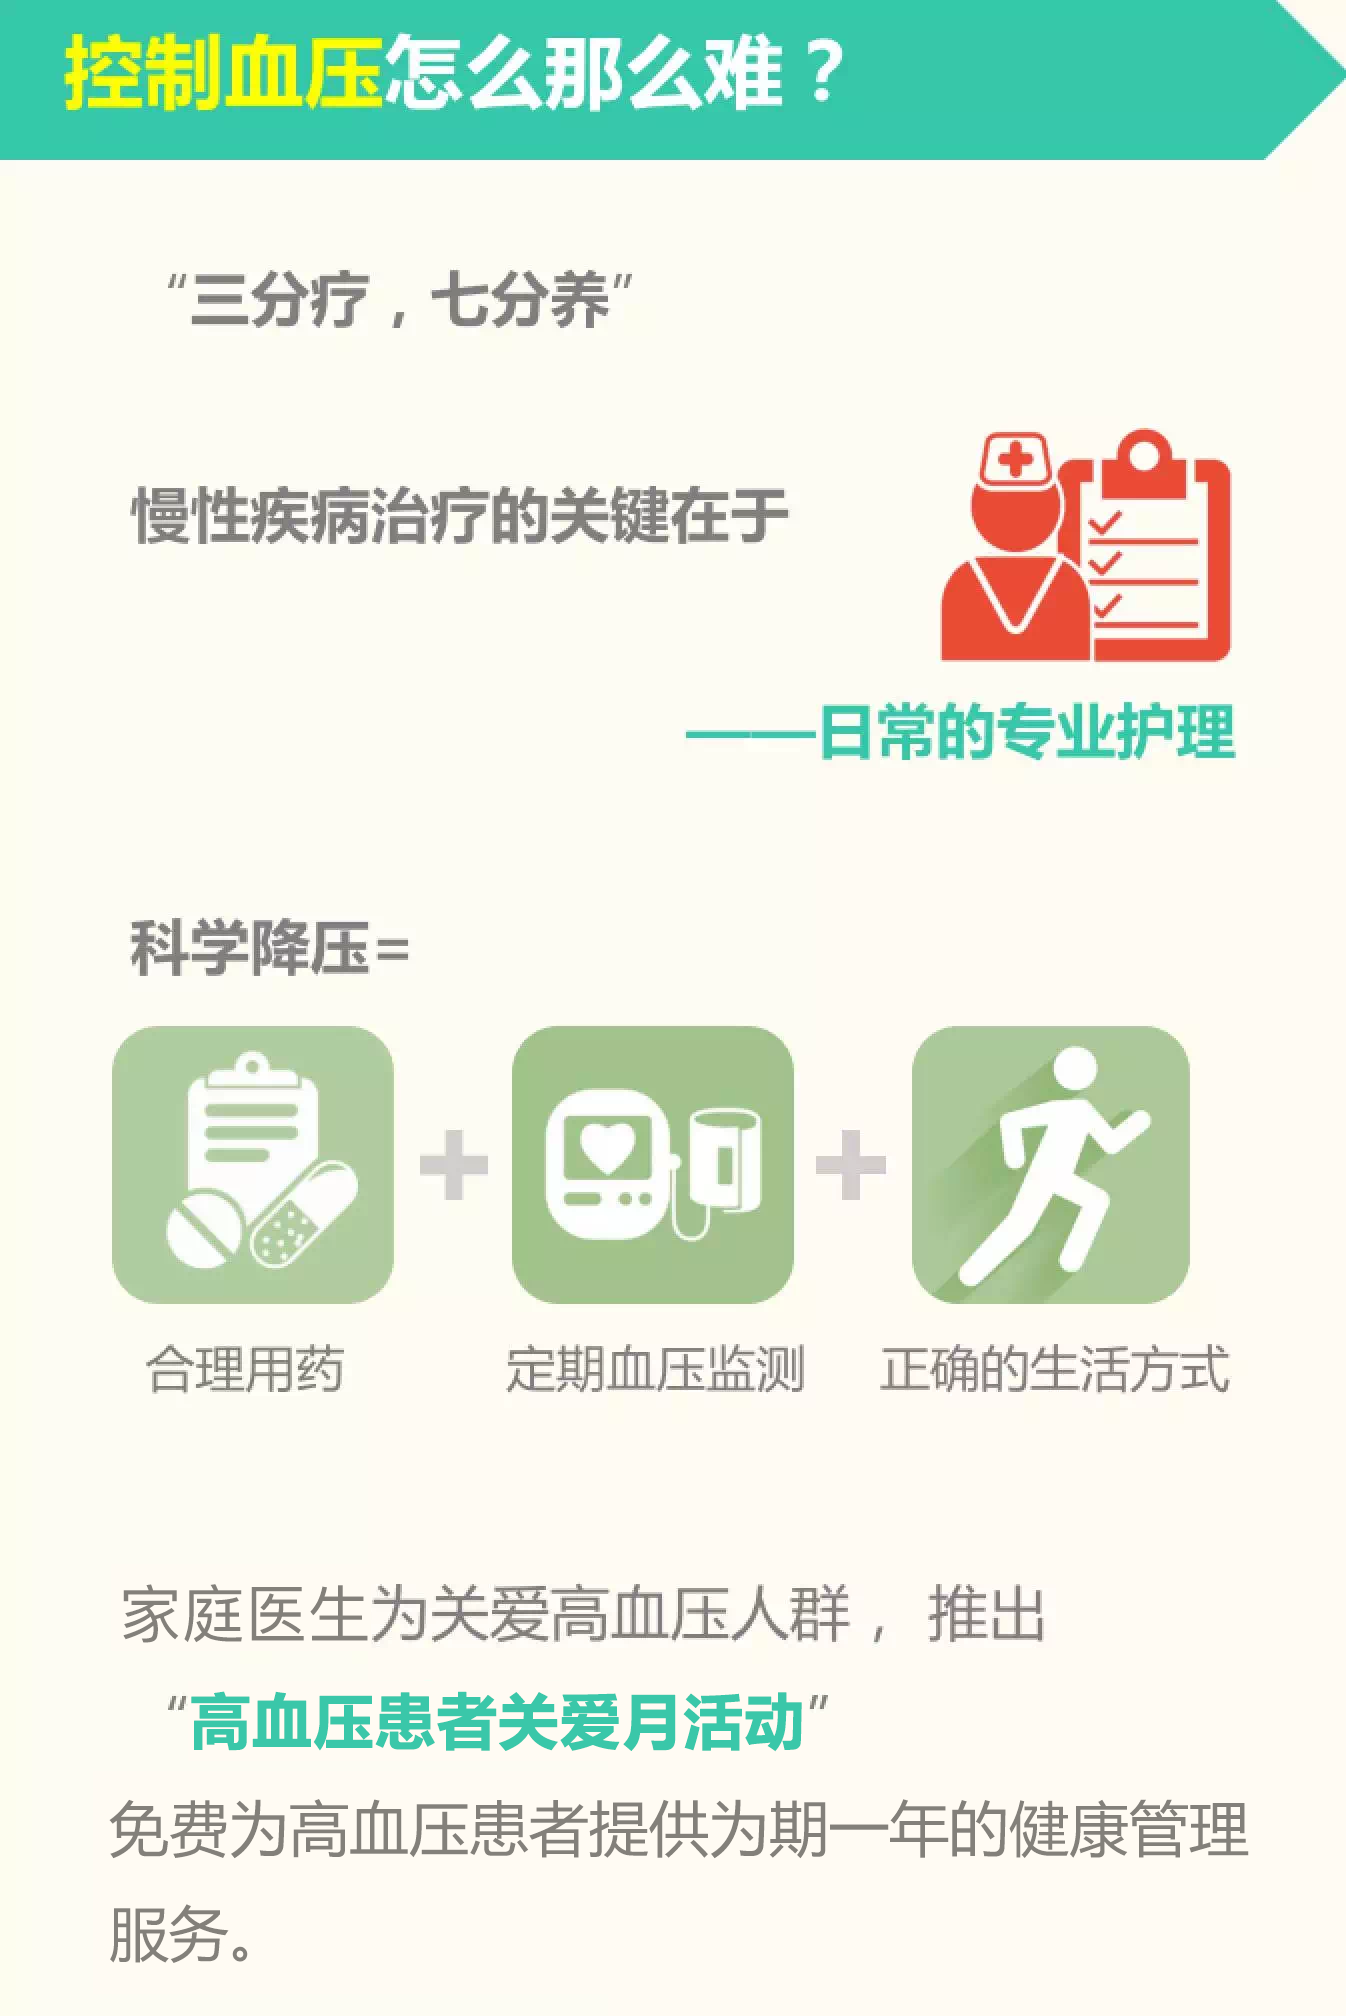 控制血压怎么那么难？
“三分疗，七分养”
慢性疾病治疗的关键在于
——日常的专业护理
科学降压=
合理用药
定期血压监测
正确的生活方式
家庭医生为关爱高血压人群，推出
“高血压患者关爱月活动”
免费为高血压患者提供为期一年的健康管理
服务。